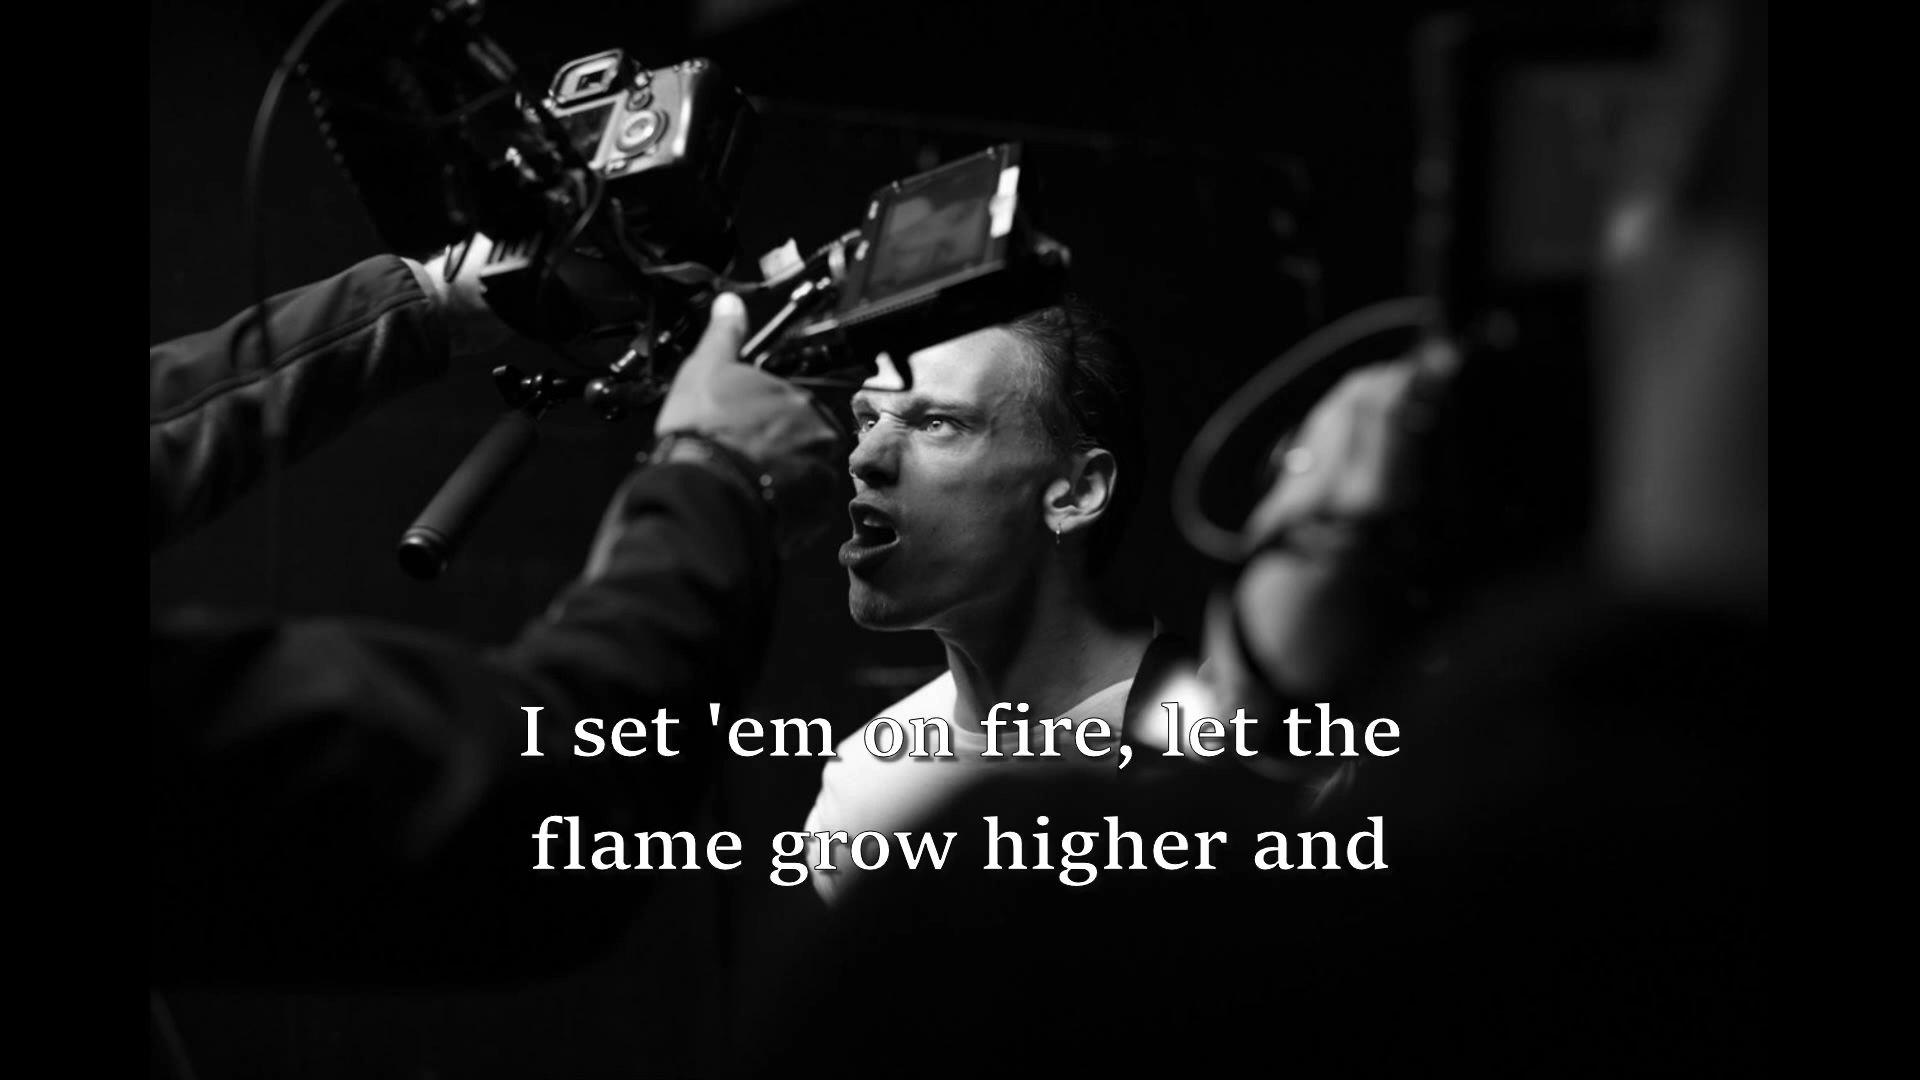 I set 'em on fire, let the
flame grow higher and